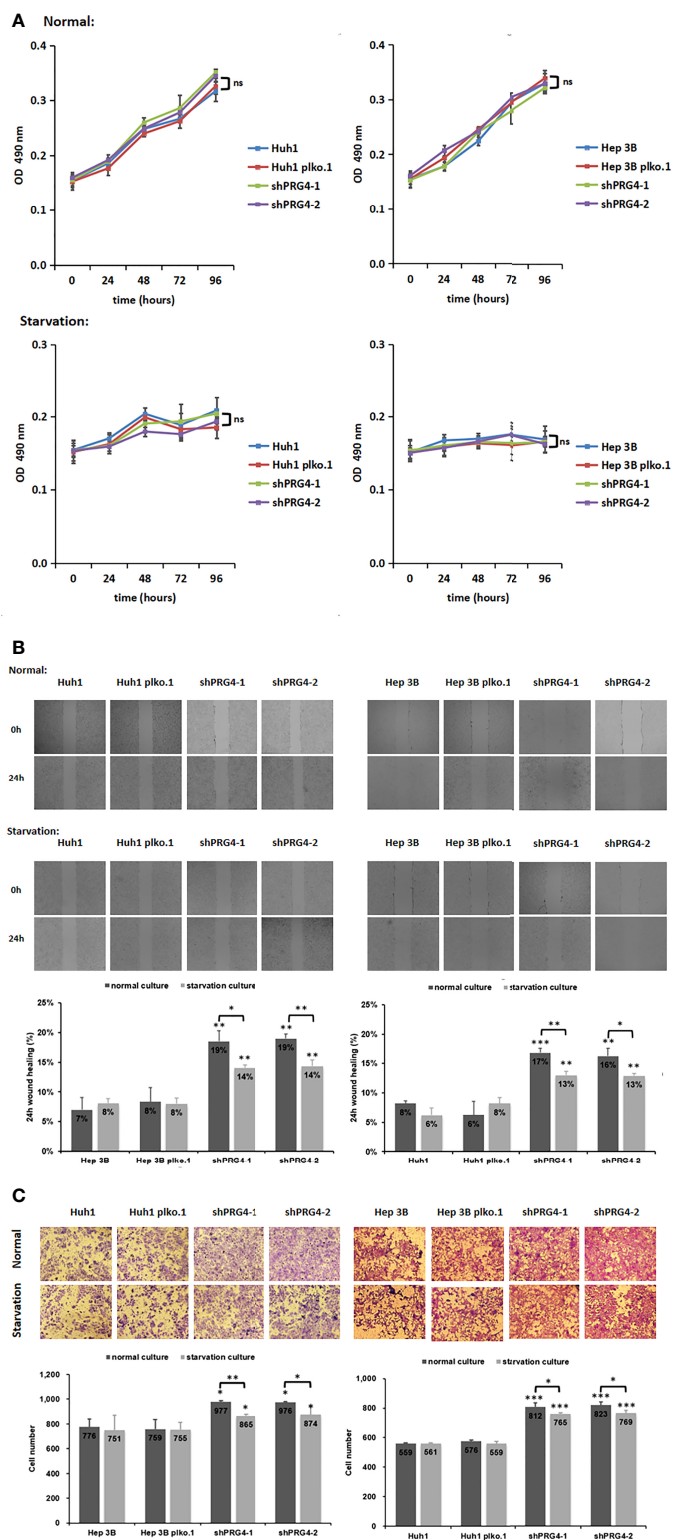 A Normal:
0.4
0.3
0.2
0.1
0.0
OD 490 nm
ns
Huh1
Huh1 plko.1
shPRG4-1
shPRG4-2
0 24 48 72 96
time (hours)
0.4
0.3
0.2
0.1
0.0
OD 490 nm
ns
Hep 3B
Hep 3B plko.1
shPRG4-1
shPRG4-2
0 24 48 72 96
time (hours)
Starvation:
0.3
0.2
0.1
0.0
OD 490 nm
ns
Huh1
Huh1 plko.1
shPRG4-1
shPRG4-2
0 24 48 72 96
time (hours)
0.3
0.2
0.1
0.0
OD 490 nm
ns
Hep 3B
Hep 3B plko.1
shPRG4-1
shPRG4-2
0 24 48 72 96
time (hours)
B
Normal:
Huh1 Huh1 plko.1 shPRG4-1 shPRG4-2 Hep 3B Hep 3B plko.1 shPRG4-1 shPRG4-2
0h
24h
Starvation:
Huh1 Huh1 plko.1 shPRG4-1 shPRG4-2 Hep 3B Hep 3B plko.1 shPRG4-1 shPRG4-2
0h
24h
normal culture starvation culture
25%
20%
15%
10%
5%
0%
24h wound healing (%)
* **
** ** ** **
7% 8% 8% 8% 19% 14% 19% 14%
Hep 3B Hep 3B plko.1 shPRG4-1 shPRG4-2
normal culture starvation culture
25%
20%
15%
10%
5%
0%
24h wound healing (%)
** *
*** ** ** **
8% 6% 6% 8% 17% 13% 16% 13%
Huh1 Huh1 plko.1 shPRG4-1 shPRG4-2
C
Huh1 Huh1 plko.1 shPRG4-1 shPRG4-2 Hep 3B Hep 3B plko.1 shPRG4-1 shPRG4-2
Normal
Starvation
normal culture starvation culture
1,200
1,000
800
600
400
200
0
Cell number
** *
* * * *
776 751 759 755 977 865 976 874
Hep 3B Hep 3B plko.1 shPRG4-1 shPRG4-2
normal culture starvation culture
1,000
800
600
400
200
0
Cell number
* *
*** *** *** ***
559 561 576 559 812 765 823 769
Huh1 Huh1 plko.1 shPRG4-1 shPRG4-2